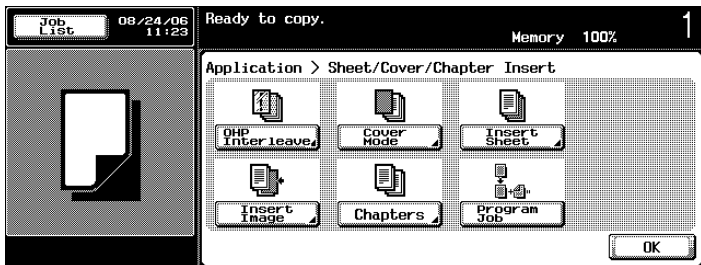 Job
List
08/24/06
11:23
Ready to copy.
Memory 100%
1
Application > Sheet/Cover/Chapter Insert
OHP
Interleave
Cover
Mode
Insert
Sheet
Insert
Image
Chapters
Program
Job
OK